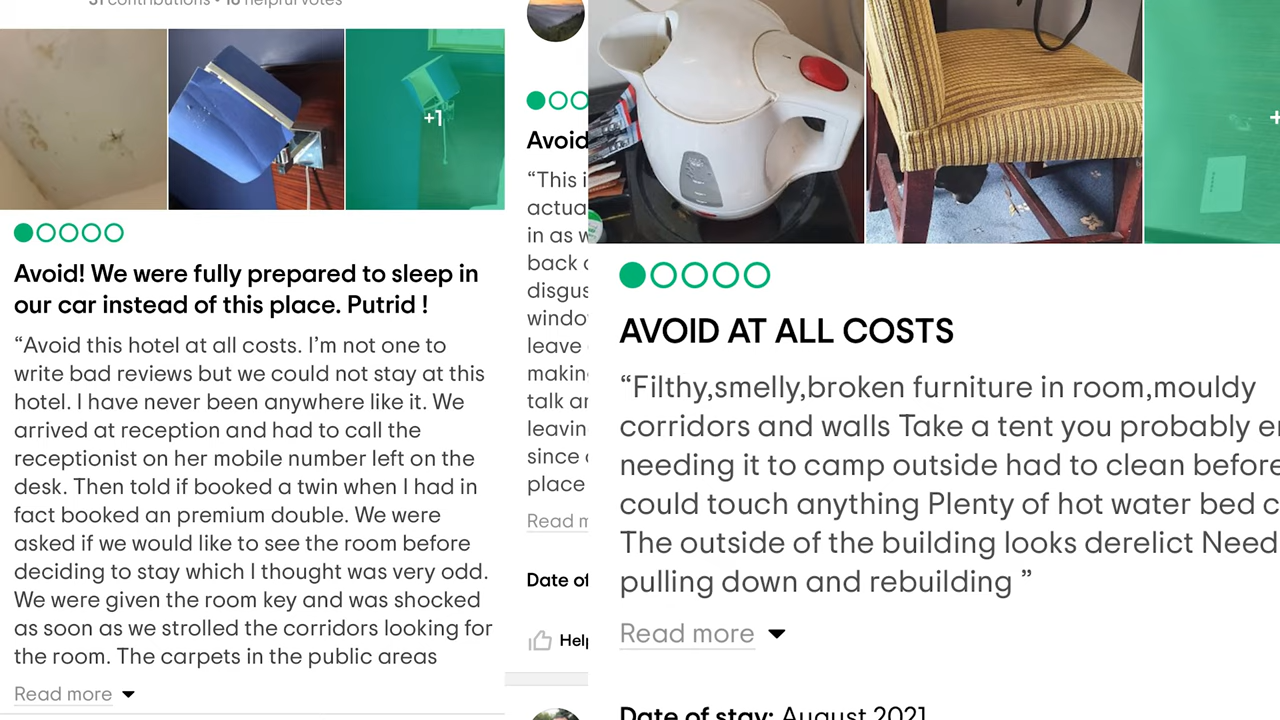 31 contributions • 16 helpful votes
+1
Avoid! We were fully prepared to sleep in
our car instead of this place. Putrid !
“Avoid this hotel at all costs. I’m not one to
write bad reviews but we could not stay at this
hotel. I have never been anywhere like it. We
arrived at reception and had to call the
receptionist on her mobile number left on the
desk. Then told if booked a twin when I had in
fact booked an premium double. We were
asked if we would like to see the room before
deciding to stay which I thought was very odd.
We were given the room key and was shocked
as soon as we strolled the corridors looking for
the room. The carpets in the public areas
Read more
Avoid
“This i
actua
in as w
back
disgus
windo
leave
makin
talk ar
leavin
since
place
Read m
Date of
Help
AVOID AT ALL COSTS
“Filthy,smelly,broken furniture in room,mouldy
corridors and walls Take a tent you probably en
needing it to camp outside had to clean before
could touch anything Plenty of hot water bed c
The outside of the building looks derelict Need
pulling down and rebuilding ”
Read more
Date of stay: August 2021